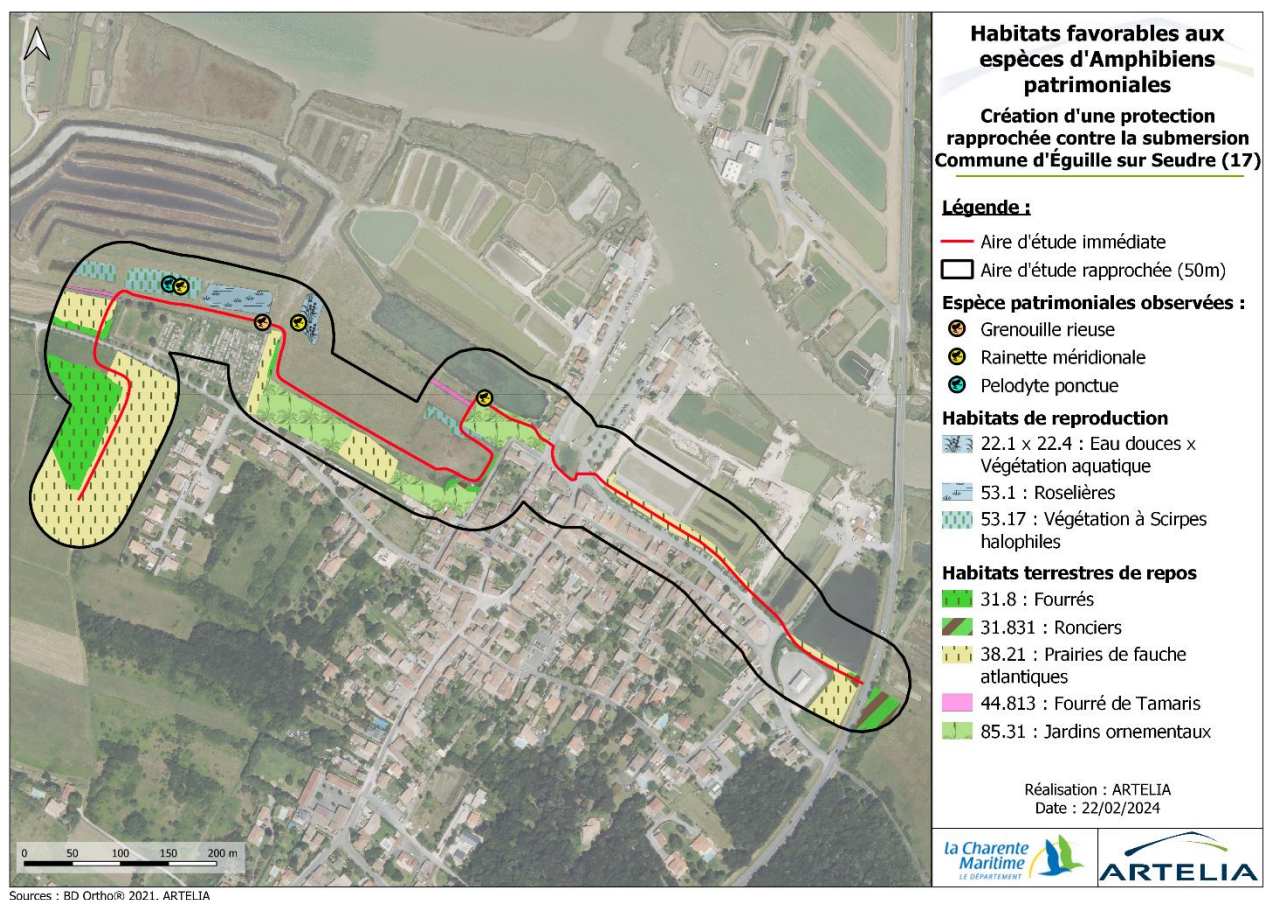 Habitats favorables aux
espèces d'Amphibiens
patrimoniales
Création d'une protection
rapprochée contre la submersion
Commune d'Éguille sur Seudre (17)
Légende :
Aire d'étude immédiate
Aire d'étude rapprochée (50m)
Espèce patrimoniales observées :
Grenouille rieuse
Rainette méridionale
Pelodyte ponctue
Habitats de reproduction
22.1 x 22.4 : Eau douces x
Végétation aquatique
53.1 : Roselières
53.17 : Végétation à Scirpes
halophiles
Habitats terrestres de repos
31.8 : Fourrés
31.831 : Ronciers
38.21 : Prairies de fauche
atlantiques
44.813 : Fourré de Tamaris
85.31 : Jardins ornementaux
Réalisation : ARTELIA
Date : 22/02/2024
la Charente
Maritime
LE DÉPARTEMENT
ARTELIA
0 50 100 150 200 m
Sources : BD Ortho® 2021, ARTELIA